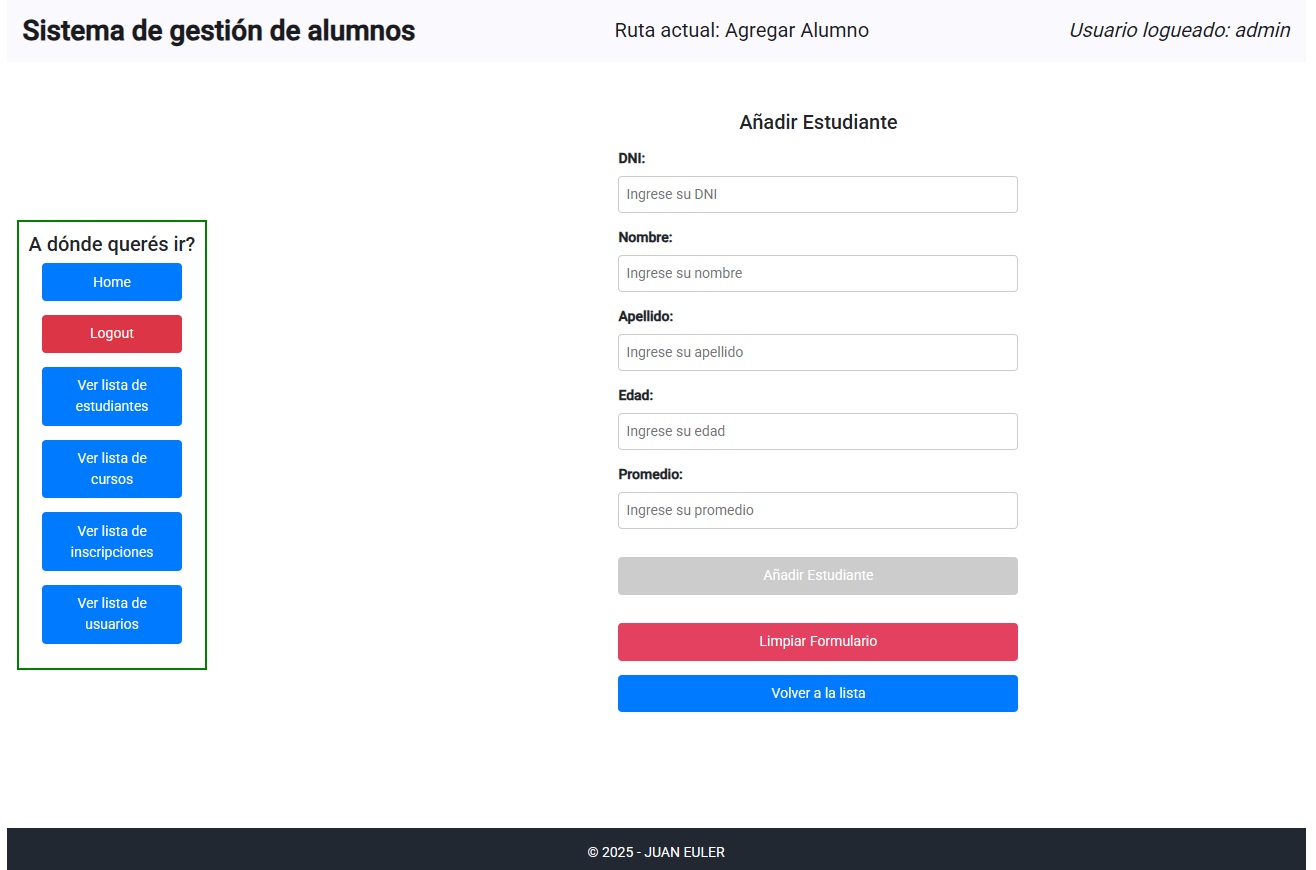 Sistema de gestión de alumnos
Ruta actual: Agregar Alumno
Usuario logueado: admin
A dónde querés ir?
Home
Logout
Ver lista de
estudiantes
Ver lista de
cursos
Ver lista de
inscripciones
Ver lista de
usuarios
Añadir Estudiante
DNI:
Ingrese su DNI
Nombre:
Ingrese su nombre
Apellido:
Ingrese su apellido
Edad:
Ingrese su edad
Promedio:
Ingrese su promedio
Añadir Estudiante
Limpiar Formulario
Volver a la lista
© 2025 - JUAN EULER